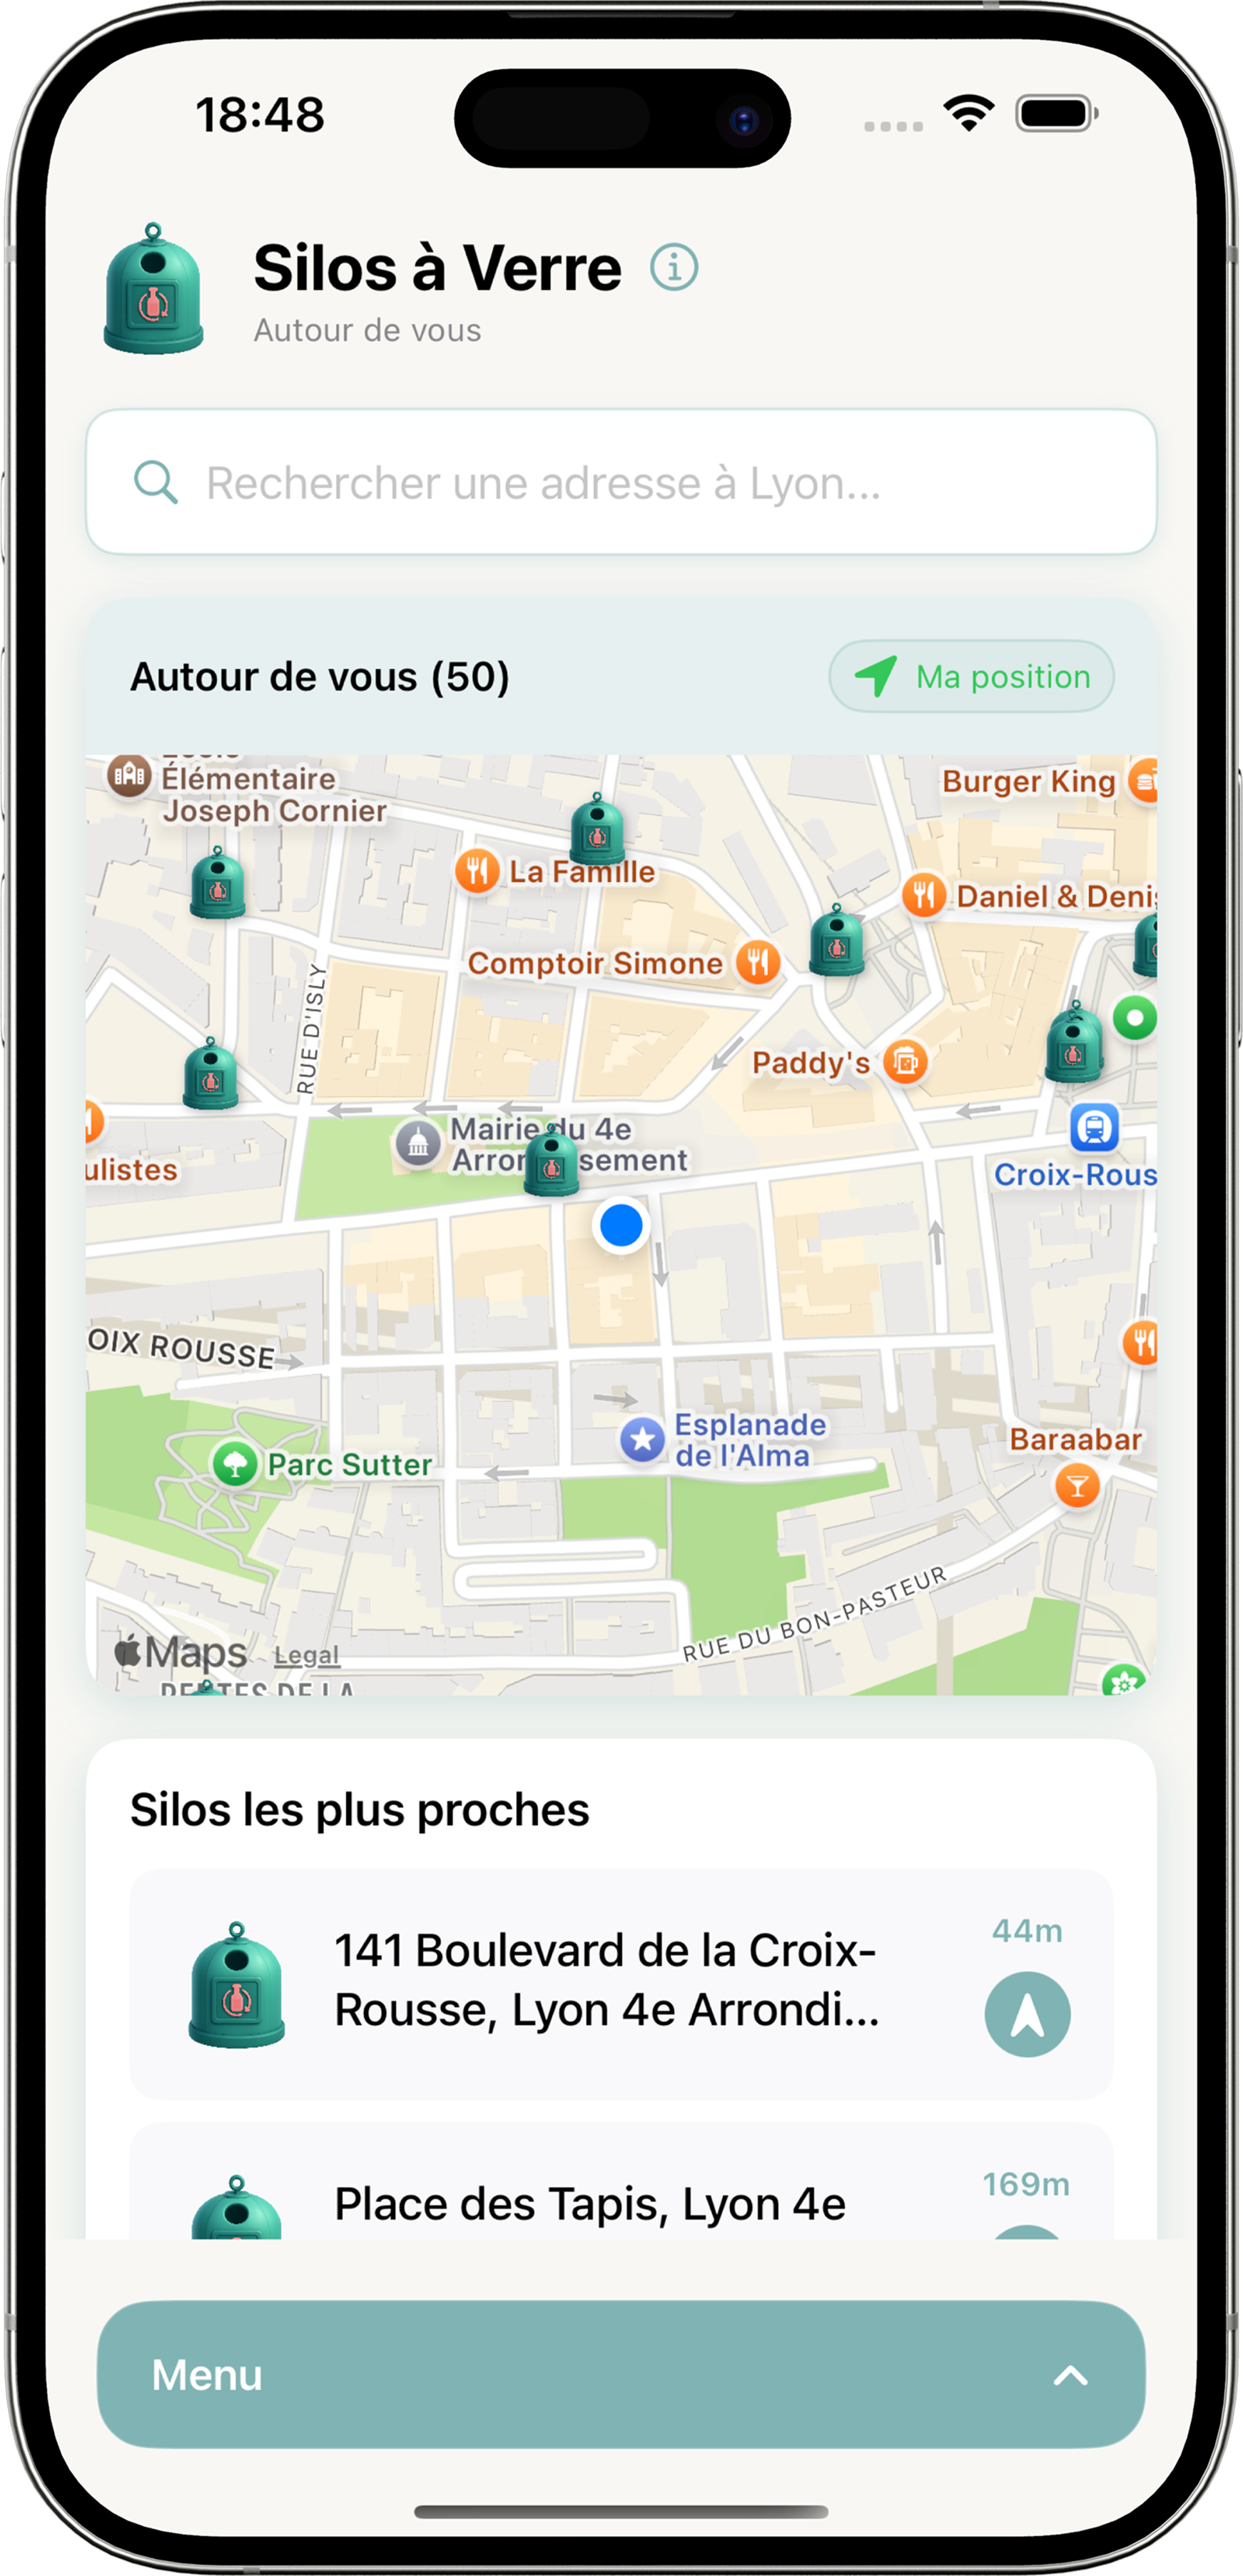 18:48
Silos à Verre
Autour de vous
Rechercher une adresse à Lyon...
Autour de vous (50)
Ma position
Élémentaire
Joseph Cornier
Burger King
La Famille
Daniel & Denis
Comptoir Simone
RUE D'ISLY
Paddy's
Mairie du 4e
ulistes
Croix-Rous
OIX ROUSSE
Esplanade
de l'Alma
Parc Sutter
Baraabar
RUE DU BON-PASTEUR
Maps
Legal
Silos les plus proches
44m
141 Boulevard de la Croix-
Rousse, Lyon 4e Arrondi...
169m
Place des Tapis, Lyon 4e
Menu